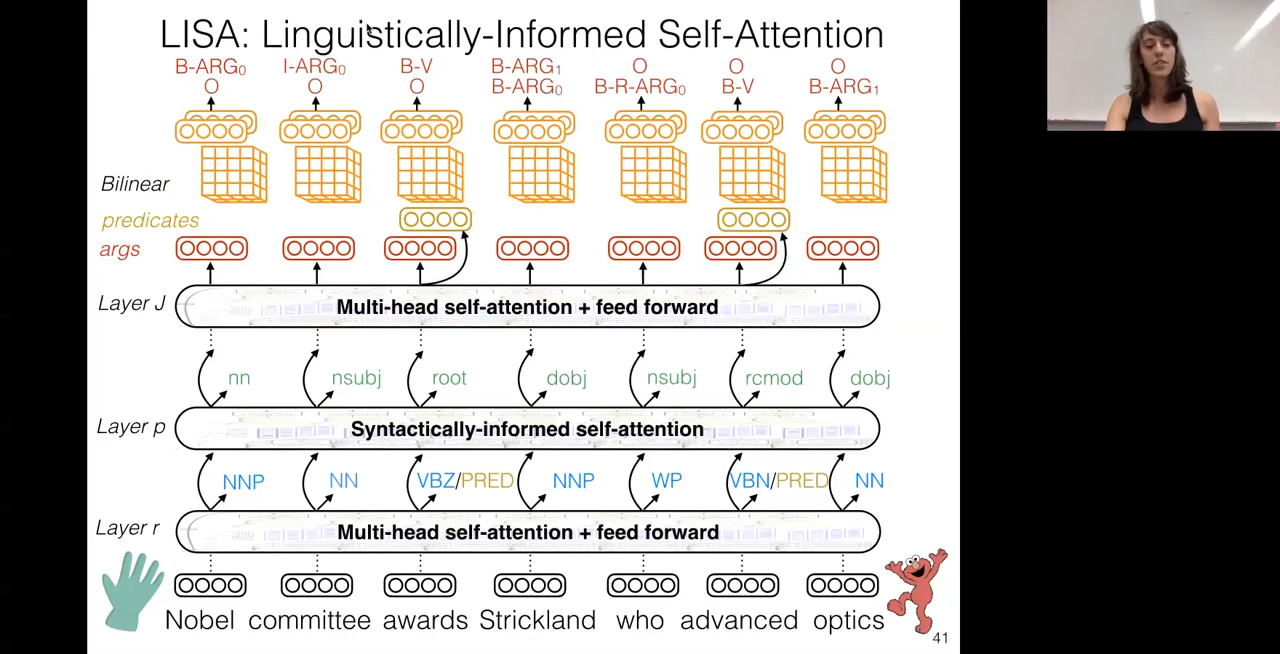 LISA: Linguistically-Informed Self-Attention
B-ARG₀ I-ARG₀ B-V B-ARG₁ O O O
O O O B-ARG₀ B-R-ARG₀ B-V B-ARG₁
Bilinear
predicates
args
Layer J Multi-head self-attention + feed forward
nn nsubj root dobj nsubj rcmod dobj
Layer p Syntactically-informed self-attention
NNP NN VBZ/PRED NNP WP VBN/PRED NN
Layer r Multi-head self-attention + feed forward
Nobel committee awards Strickland who advanced optics
41